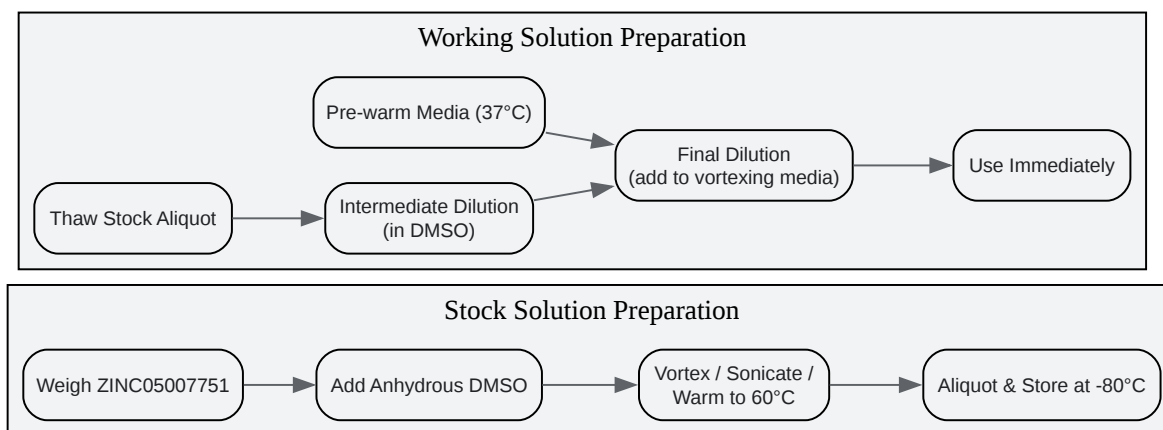 Working Solution Preparation
Pre-warm Media (37°C)
Thaw Stock Aliquot
Intermediate Dilution
(in DMSO)
Final Dilution
(add to vortexing media)
Use Immediately
Stock Solution Preparation
Weigh ZINC05007751
Add Anhydrous DMSO
Vortex / Sonicate /
Warm to 60°C
Aliquot & Store at -80°C